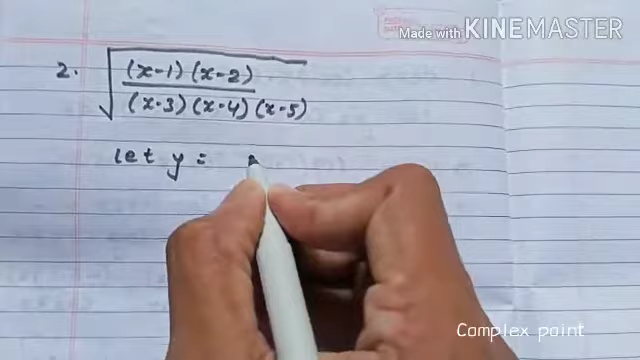 Made with KINEMASTER
2. √((x-1)(x-2) / (x-3)(x-4)(x-5))
let y =
Complex point